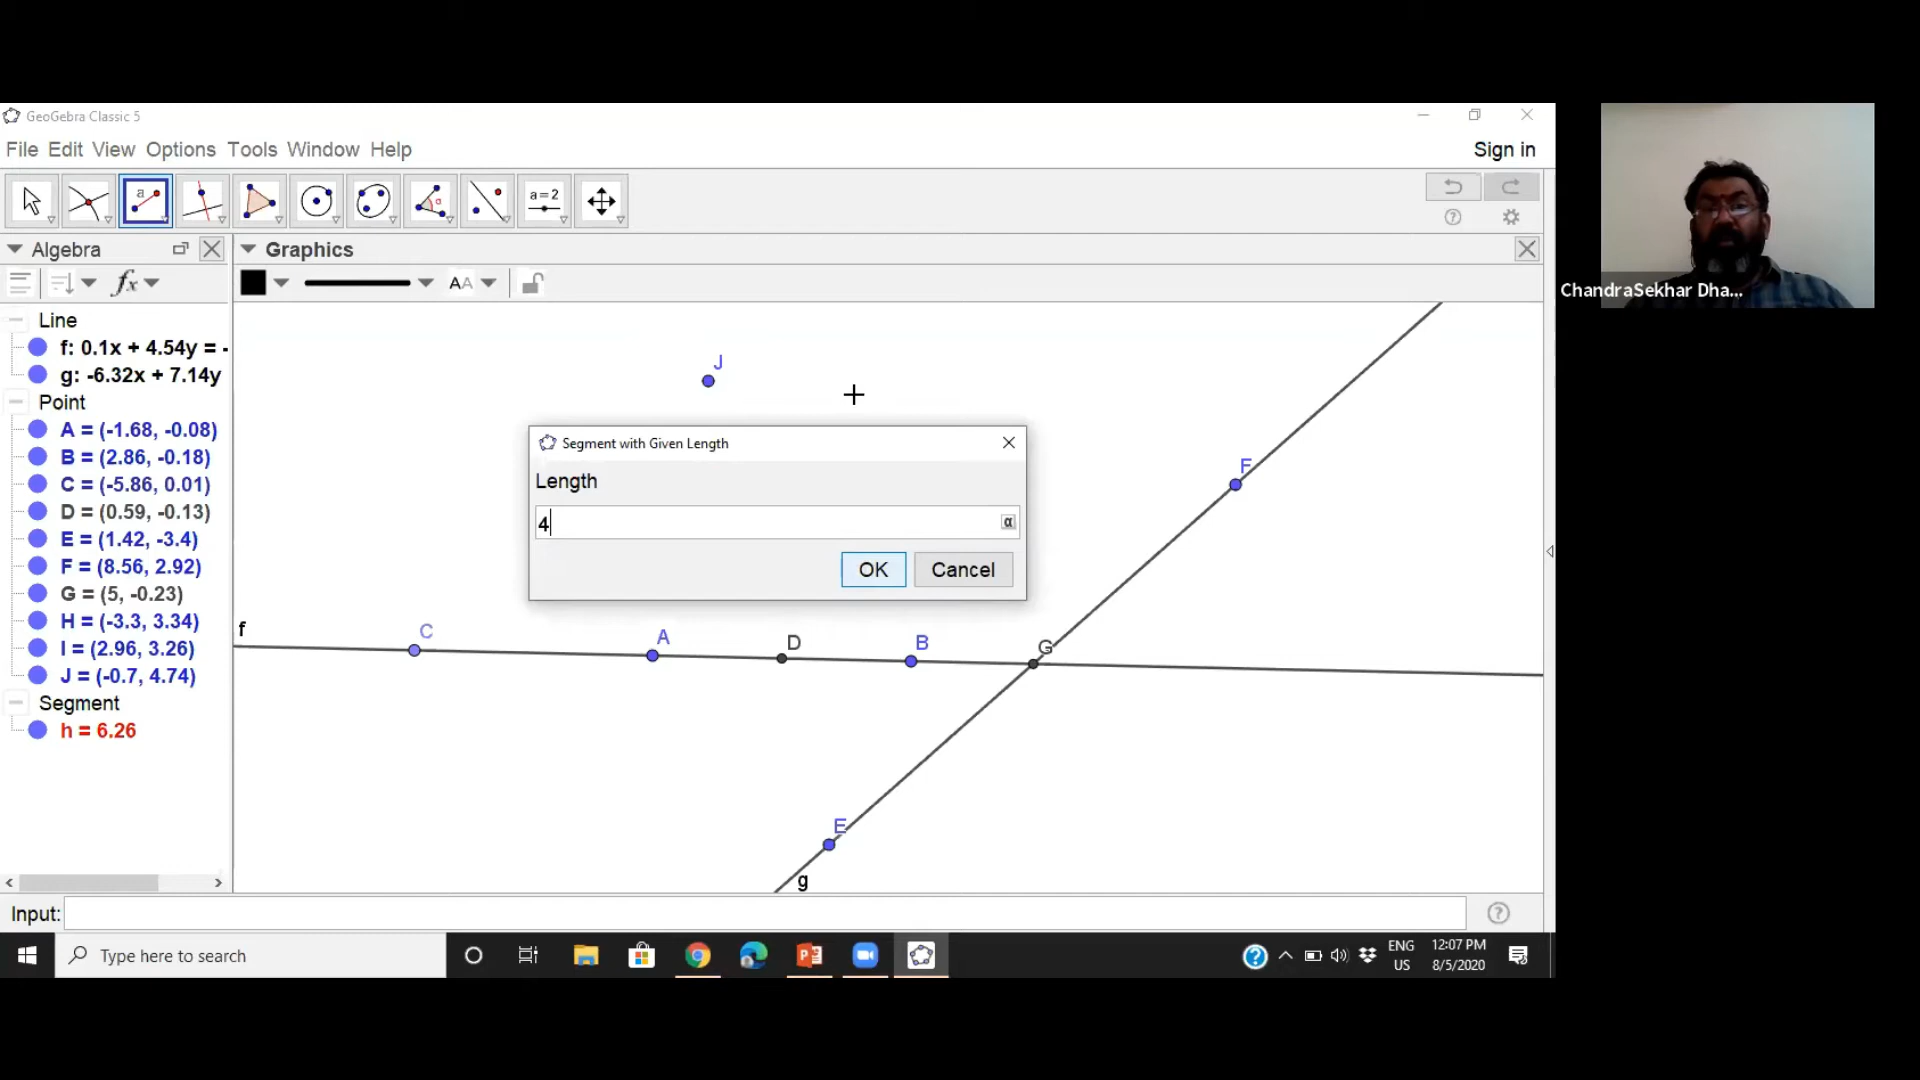 GeoGebra Classic 5
File Edit View Options Tools Window Help
Sign in
a
α
a=2
Algebra
Graphics
fx
AA
Line
f: 0.1x + 4.54y = -
g: -6.32x + 7.14y
Point
A = (-1.68, -0.08)
B = (2.86, -0.18)
C = (-5.86, 0.01)
D = (0.59, -0.13)
E = (1.42, -3.4)
F = (8.56, 2.92)
G = (5, -0.23)
H = (-3.3, 3.34)
I = (2.96, 3.26)
J = (-0.7, 4.74)
Segment
h = 6.26
J
Segment with Given Length
Length
4
α
OK Cancel
F
f
C
A
D
B
G
E
g
Input:
Type here to search
ENG
US
12:07 PM
8/5/2020
ChandraSekhar Dha...